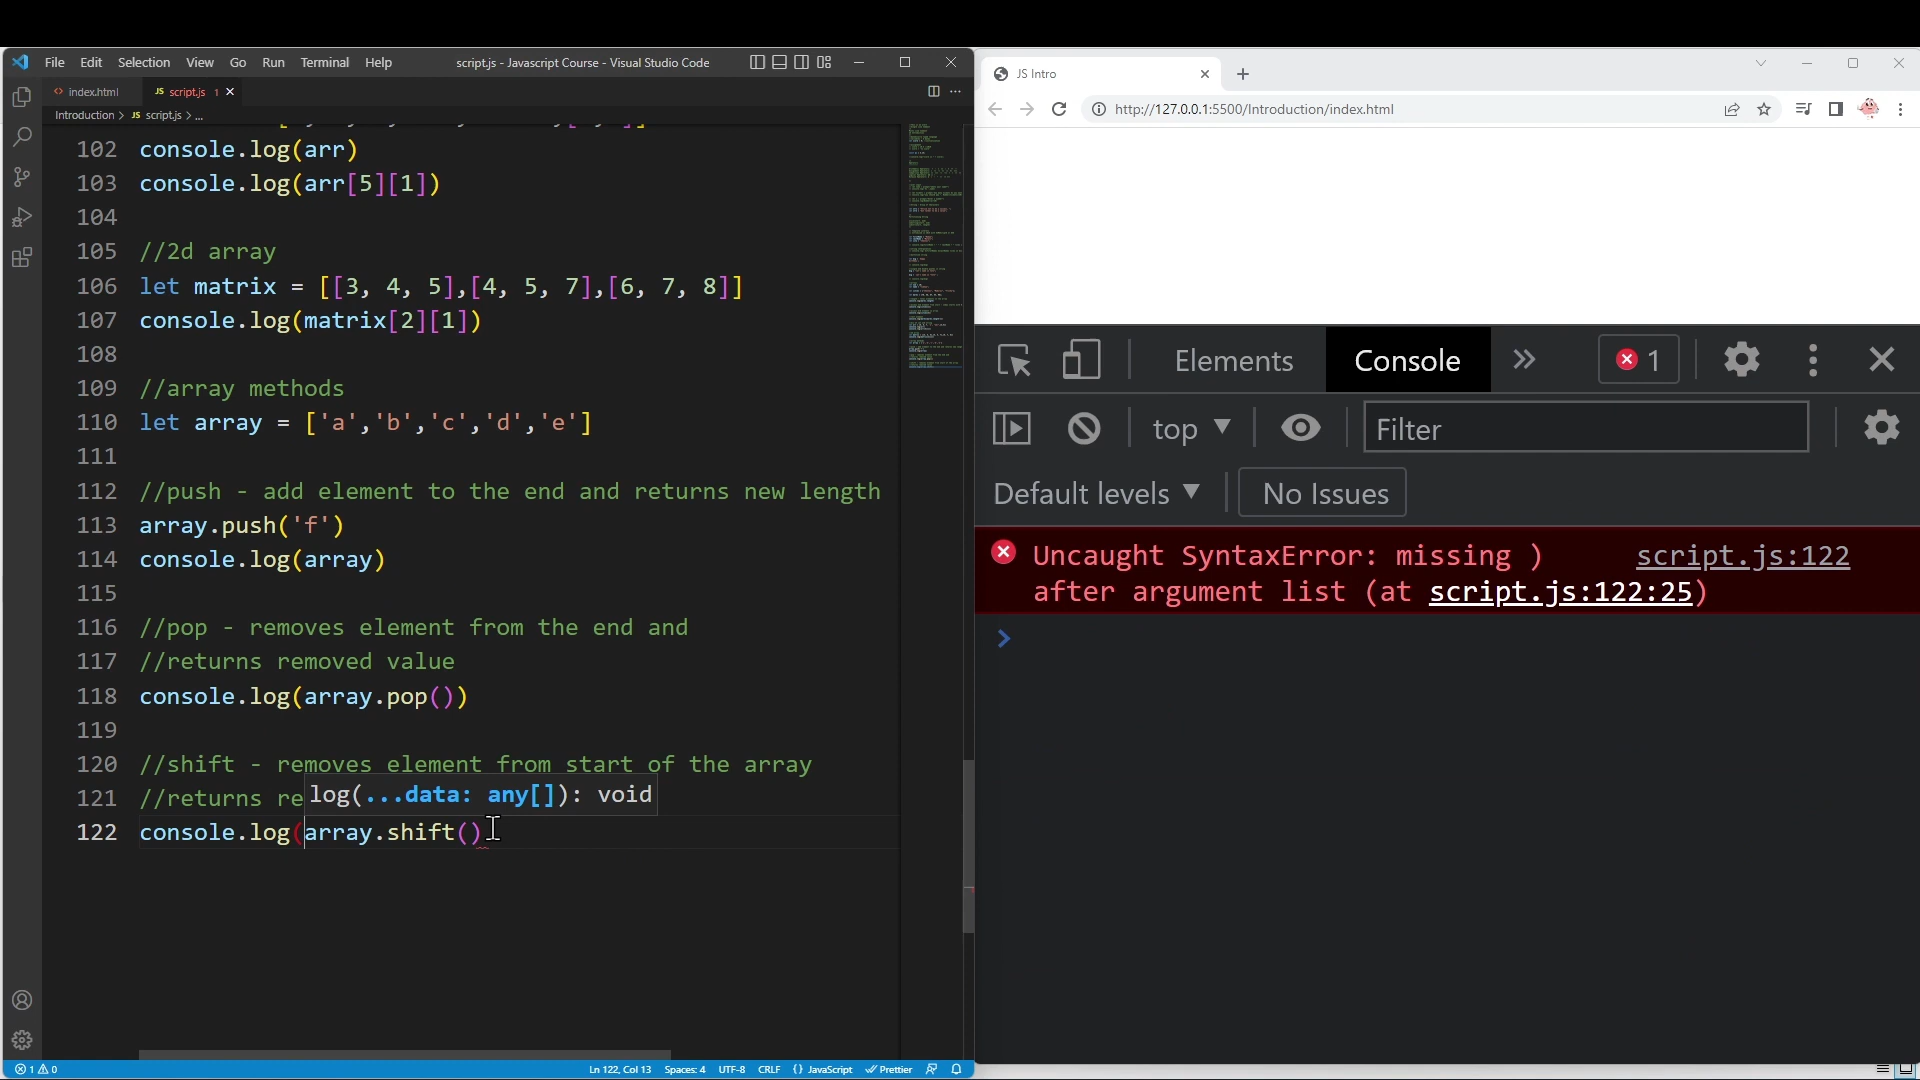 File Edit Selection View Go Run Terminal Help script.js - Javascript Course - Visual Studio Code
index.html JS script.js 1
Introduction > JS script.js > ...
102 console.log(arr)
103 console.log(arr[5][1])
104
105 //2d array
106 let matrix = [[3, 4, 5],[4, 5, 7],[6, 7, 8]]
107 console.log(matrix[2][1])
108
109 //array methods
110 let array = ['a','b','c','d','e']
111
112 //push - add element to the end and returns new length
113 array.push('f')
114 console.log(array)
115
116 //pop - removes element from the end and
117 //returns removed value
118 console.log(array.pop())
119
120 //shift - removes element from start of the array
121 //returns re
log(...data: any[]): void
122 console.log(array.shift()
1 0 Ln 122, Col 13 Spaces: 4 UTF-8 CRLF {} JavaScript Prettier
JS Intro
http://127.0.0.1:5500/Introduction/index.html
Elements Console 1
top Filter
Default levels No Issues
Uncaught SyntaxError: missing ) script.js:122
after argument list (at script.js:122:25)